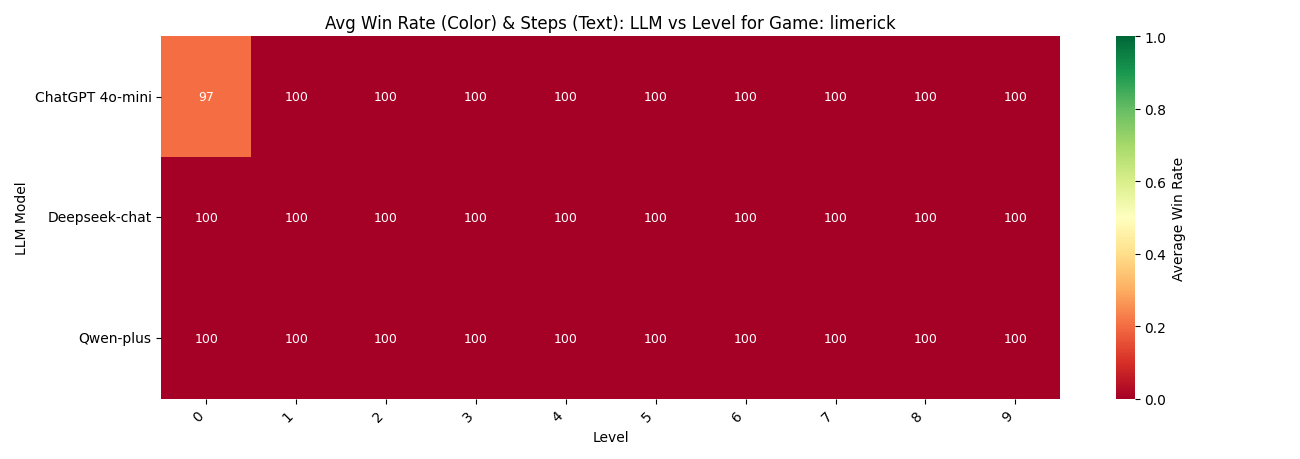 Avg Win Rate (Color) & Steps (Text): LLM vs Level for Game: limerick
LLM Model
ChatGPT 4o-mini 97 100 100 100 100 100 100 100 100 100
Deepseek-chat 100 100 100 100 100 100 100 100 100 100
Qwen-plus 100 100 100 100 100 100 100 100 100 100
0 1 2 3 4 5 6 7 8 9
Level
1.0
0.8
0.6
0.4
0.2
0.0
Average Win Rate